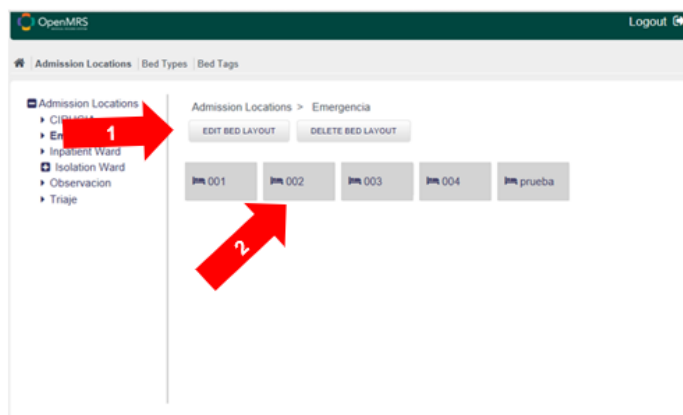 OpenMRS
Logout
Admission Locations Bed Types Bed Tags
Admission Locations
1
Inpatient Ward
Isolation Ward
Observacion
Triaje
Admission Locations > Emergencia
EDIT BED LAYOUT DELETE BED LAYOUT
001 002 003 004 prueba
2